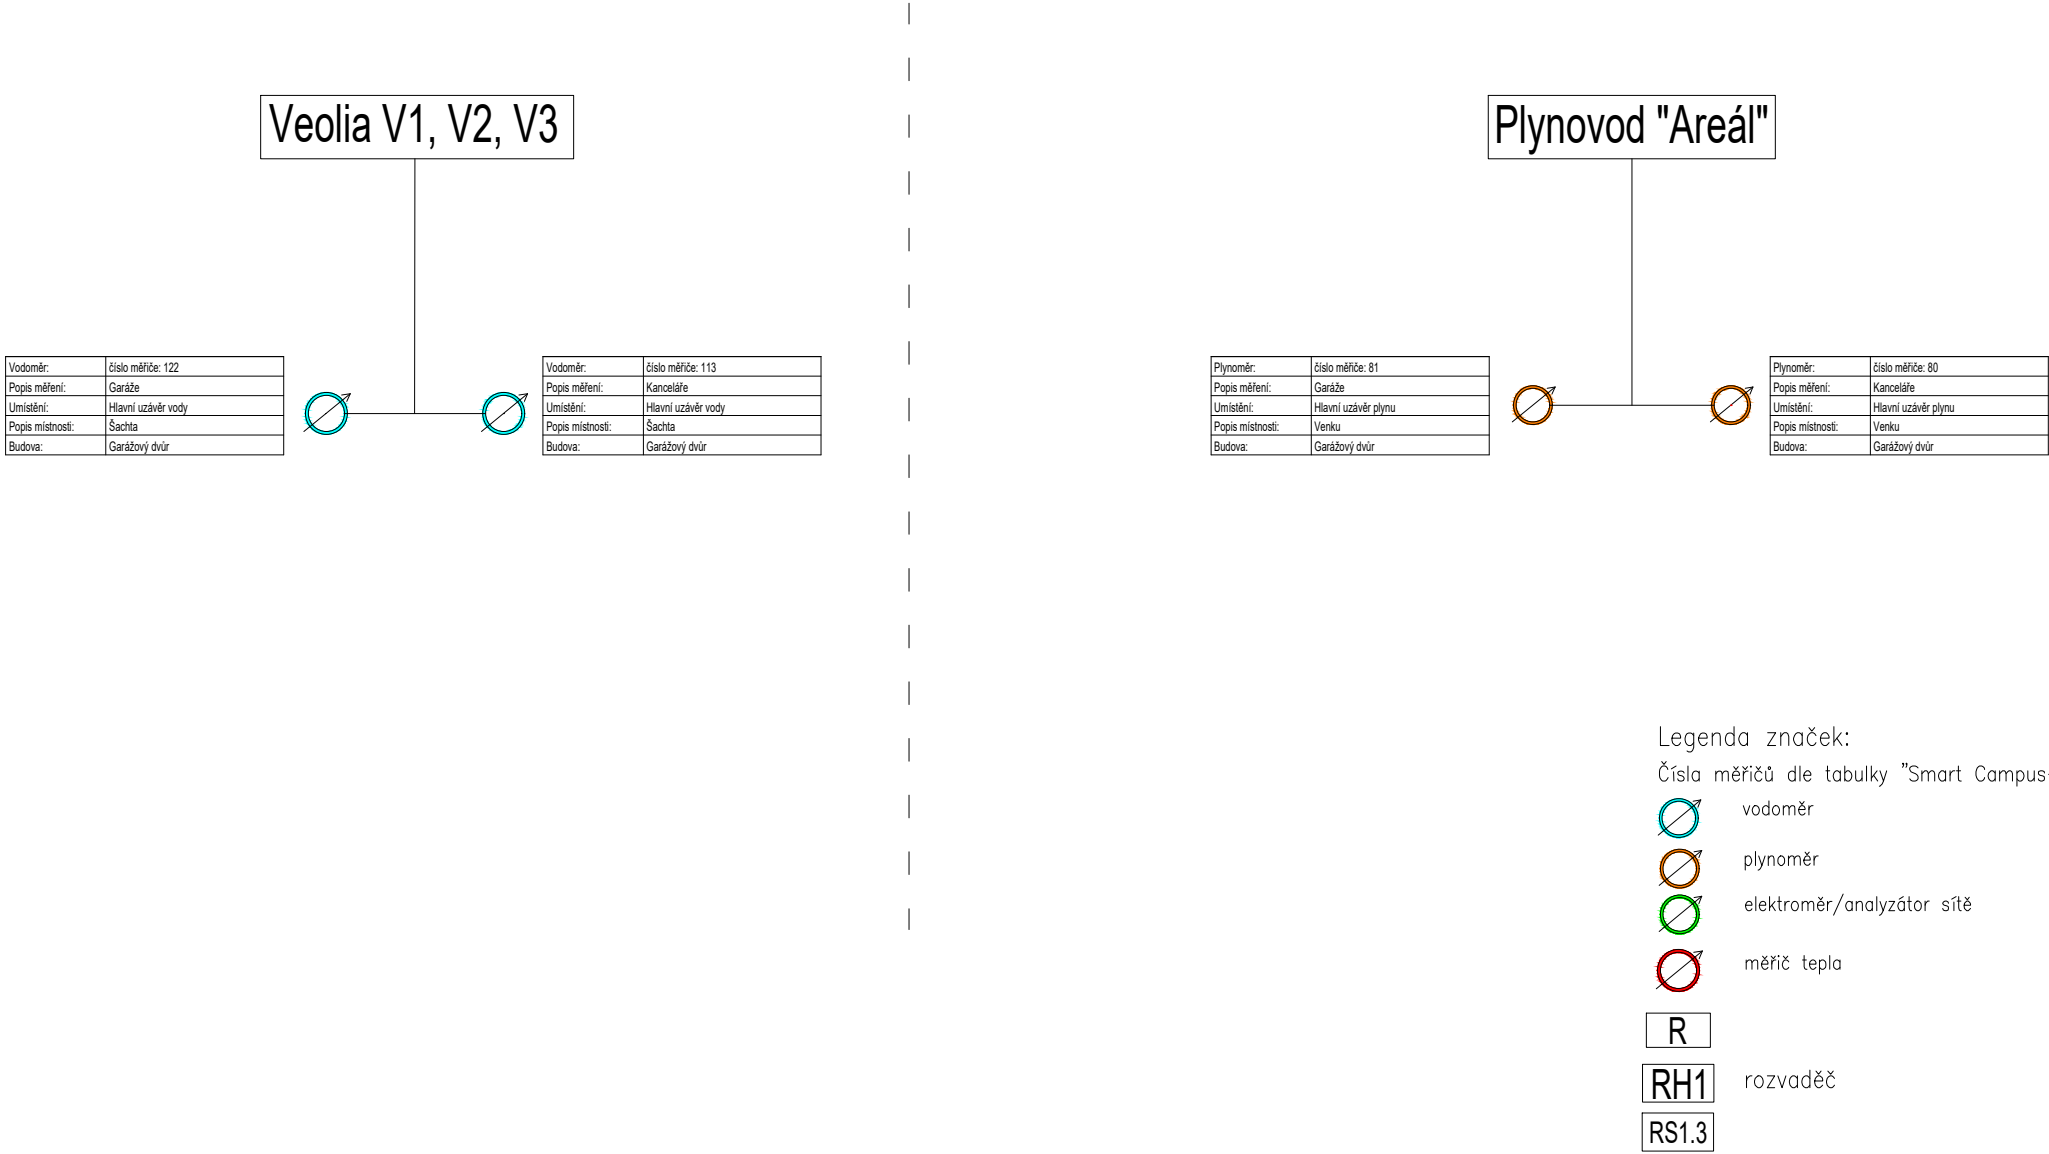 Veolia V1, V2, V3
Plynovod "Areál"
Vodoměr: číslo měřiče: 122
Popis měření: Garáže
Umístění: Hlavní uzávěr vody
Popis místnosti: Šachta
Budova: Garážový dvůr
Vodoměr: číslo měřiče: 113
Popis měření: Kanceláře
Umístění: Hlavní uzávěr vody
Popis místnosti: Šachta
Budova: Garážový dvůr
Plynoměr: číslo měřiče: 81
Popis měření: Garáže
Umístění: Hlavní uzávěr plynu
Popis místnosti: Venku
Budova: Garážový dvůr
Plynoměr: číslo měřiče: 80
Popis měření: Kanceláře
Umístění: Hlavní uzávěr plynu
Popis místnosti: Venku
Budova: Garážový dvůr
Legenda značek:
Čísla měřičů dle tabulky "Smart Campus-
vodoměr
plynoměr
elektroměr/analyzátor sítě
měřič tepla
R
RH1 rozvaděč
RS1.3